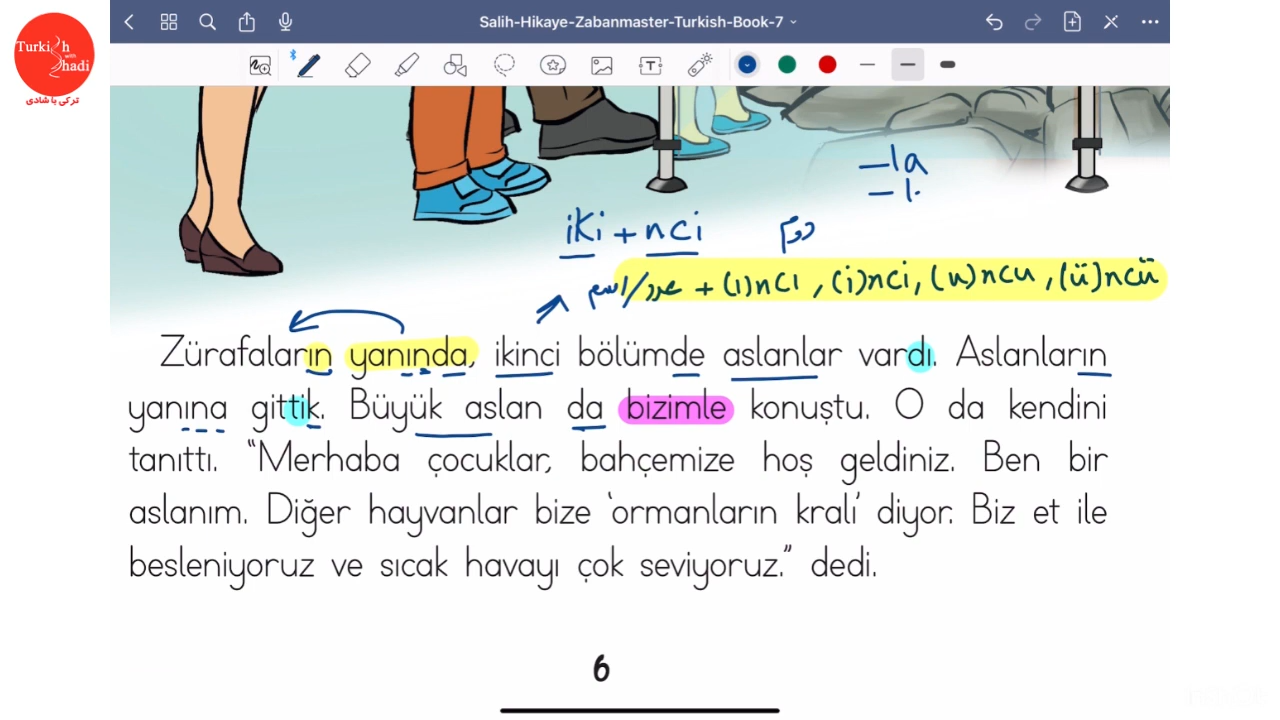 Turkish
with
Shadi
ترکی با شادی
Salih-Hikaye-Zabanmaster-Turkish-Book-7
T
-la
iki + nci دوم
عدد/اسم + (ı)ncı , (i)nci, (u)ncu, (ü)ncü
Zürafaların yanında, ikinci bölümde aslanlar vardı. Aslanların
yanına gittik. Büyük aslan da bizimle konuştu. O da kendini
tanıttı. "Merhaba çocuklar, bahçemize hoş geldiniz. Ben bir
aslanım. Diğer hayvanlar bize 'ormanların kralı' diyor. Biz et ile
besleniyoruz ve sıcak havayı çok seviyoruz." dedi.
6